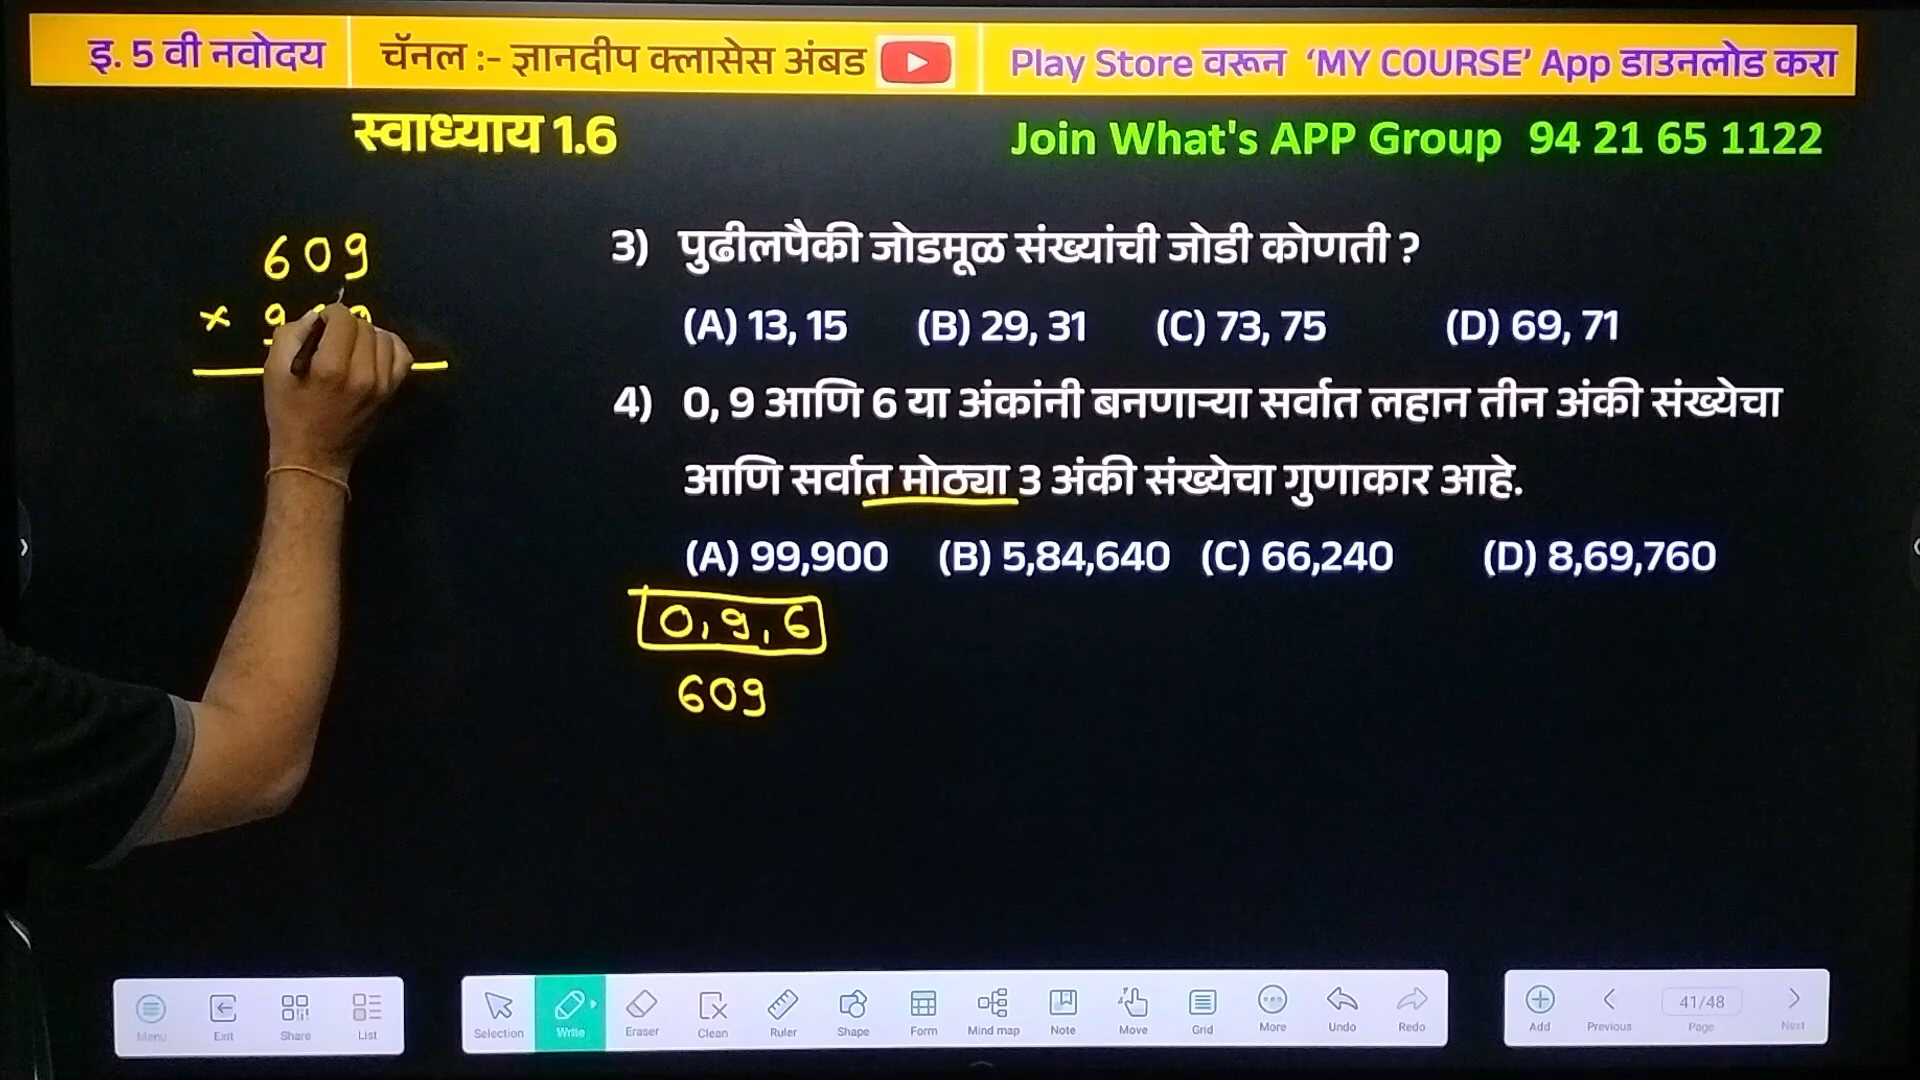 इ. 5 वी नवोदय
चॅनल :- ज्ञानदीप क्लासेस अंबड
Play Store वरून ‘MY COURSE’ App डाउनलोड करा
स्वाध्याय 1.6
Join What's APP Group 94 21 65 1122
609
×
3) पुढीलपैकी जोडमूळ संख्यांची जोडी कोणती ?
(A) 13, 15 (B) 29, 31 (C) 73, 75 (D) 69, 71
4) 0, 9 आणि 6 या अंकांनी बनणाऱ्या सर्वात लहान तीन अंकी संख्येचा
आणि सर्वात मोठ्या 3 अंकी संख्येचा गुणाकार आहे.
(A) 99,900 (B) 5,84,640 (C) 66,240 (D) 8,69,760
0, 9, 6
609
Menu Exit Share List
Selection Write Eraser Clean Ruler Shape Form Mind map Note Move Grid More Undo Redo
Add Previous 41/48 Page Next